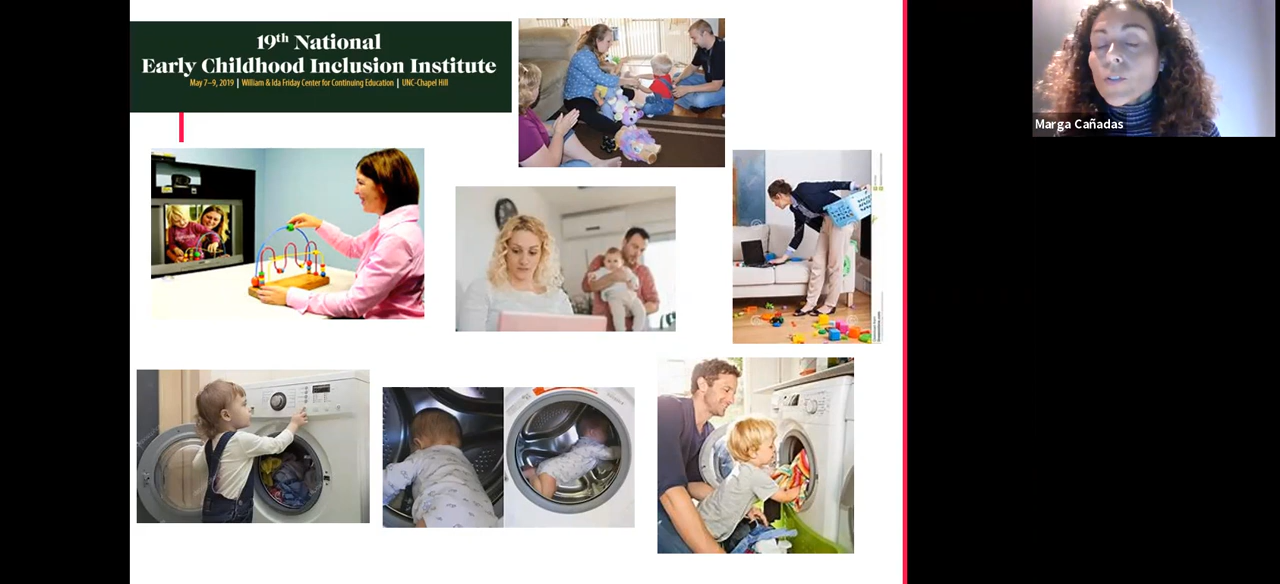 19th National
Early Childhood Inclusion Institute
May 7–9, 2019 | William & Ida Friday Center for Continuing Education | UNC-Chapel Hill
Marga Cañadas